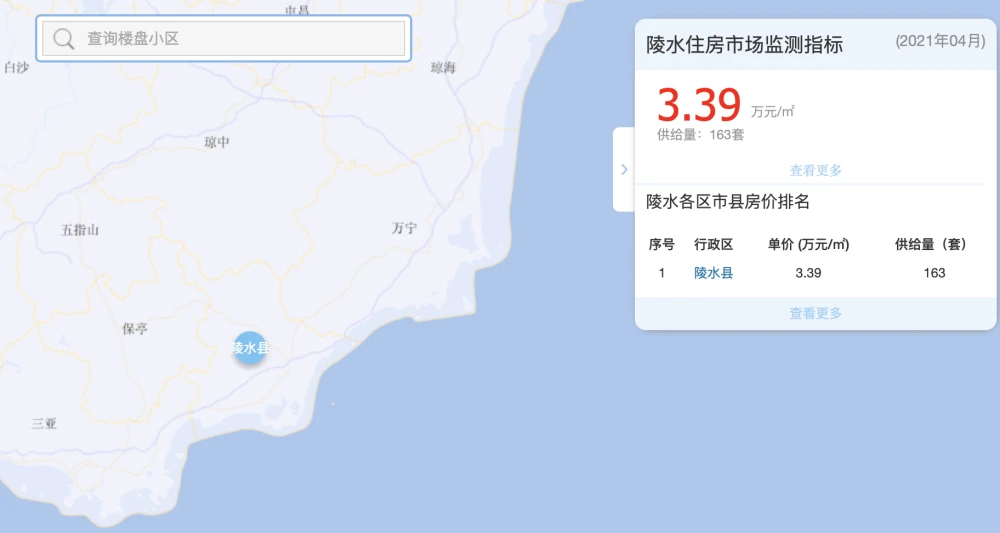 屯昌
查询楼盘小区
白沙
琼海
琼中
五指山
万宁
保亭
陵水县
三亚
陵水住房市场监测指标 (2021年04月)
3.39 万元/㎡
供给量：163套
查看更多
陵水各区市县房价排名
序号 行政区 单价 (万元/㎡) 供给量（套）
1 陵水县 3.39 163
查看更多